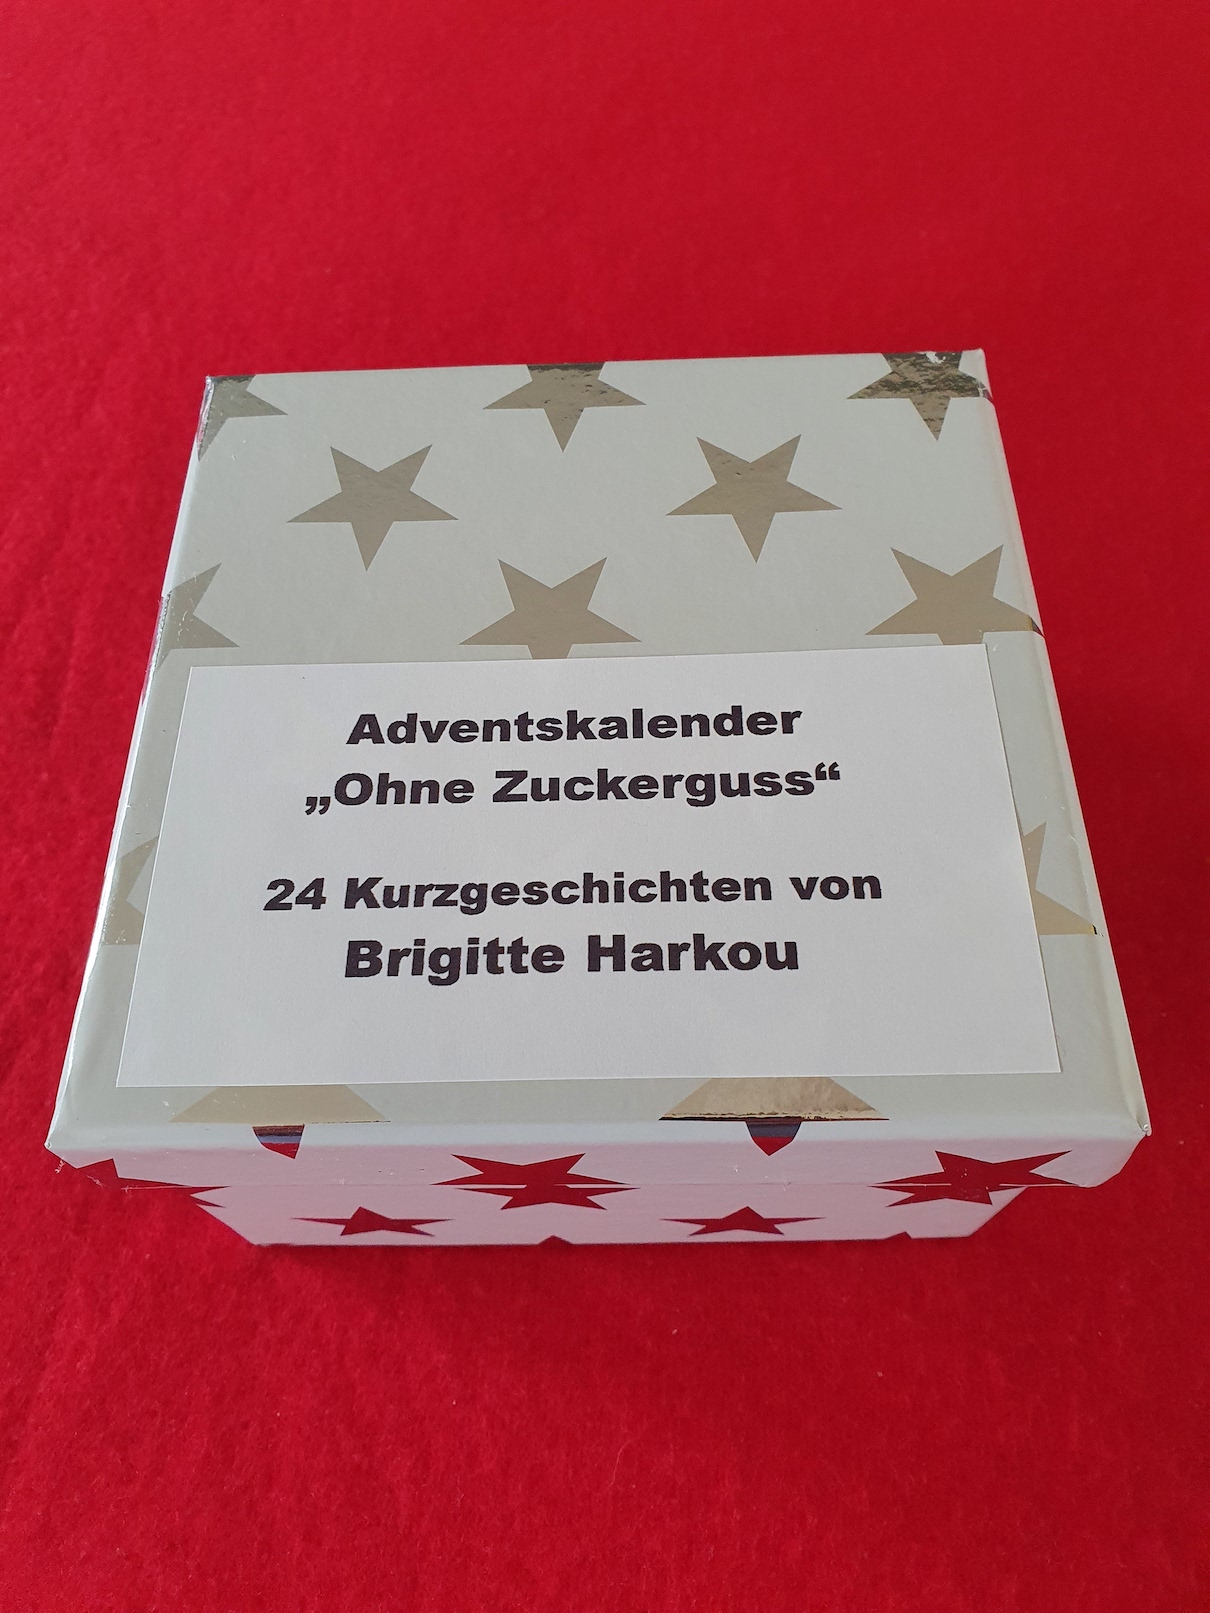 Adventskalender
„Ohne Zuckerguss“
24 Kurzgeschichten von
Brigitte Harkou